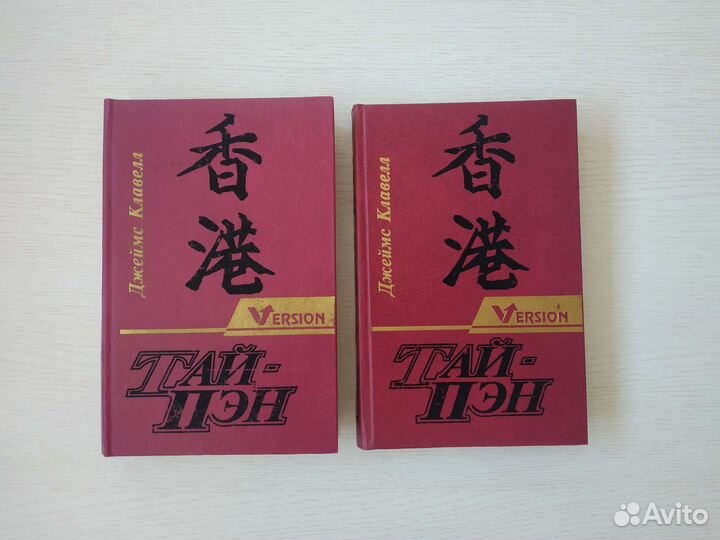 Джеймс Клавелл
香
港
VERSION
ТАЙ-
ПЭН
Джеймс Клавелл
香
港
VERSION
ТАЙ-
ПЭН
Avito